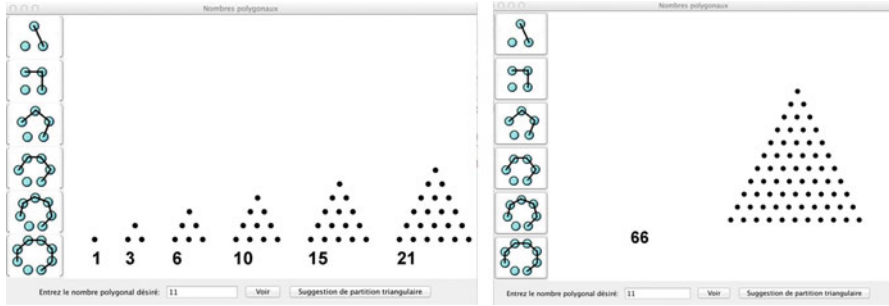 Nombres polygonaux
1 3 6 10 15 21
Entrez le nombre polygonal désiré: 11 Voir Suggestion de partition triangulaire
Nombres polygonaux
66
Entrez le nombre polygonal désiré: 11 Voir Suggestion de partition triangulaire